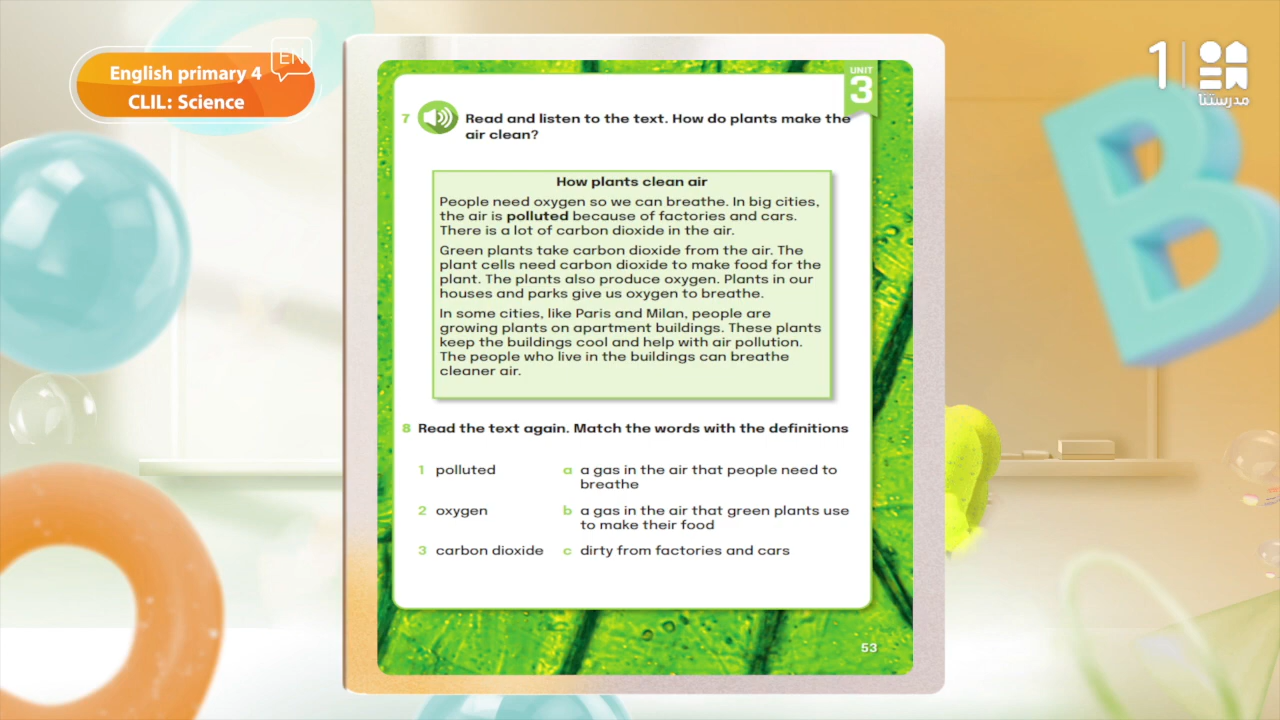 EN
English primary 4
CLIL: Science
1
مدرستنا
UNIT
3
7 Read and listen to the text. How do plants make the
air clean?
How plants clean air
People need oxygen so we can breathe. In big cities,
the air is polluted because of factories and cars.
There is a lot of carbon dioxide in the air.
Green plants take carbon dioxide from the air. The
plant cells need carbon dioxide to make food for the
plant. The plants also produce oxygen. Plants in our
houses and parks give us oxygen to breathe.
In some cities, like Paris and Milan, people are
growing plants on apartment buildings. These plants
keep the buildings cool and help with air pollution.
The people who live in the buildings can breathe
cleaner air.
8 Read the text again. Match the words with the definitions
1 polluted a a gas in the air that people need to
breathe
2 oxygen b a gas in the air that green plants use
to make their food
3 carbon dioxide c dirty from factories and cars
53
B